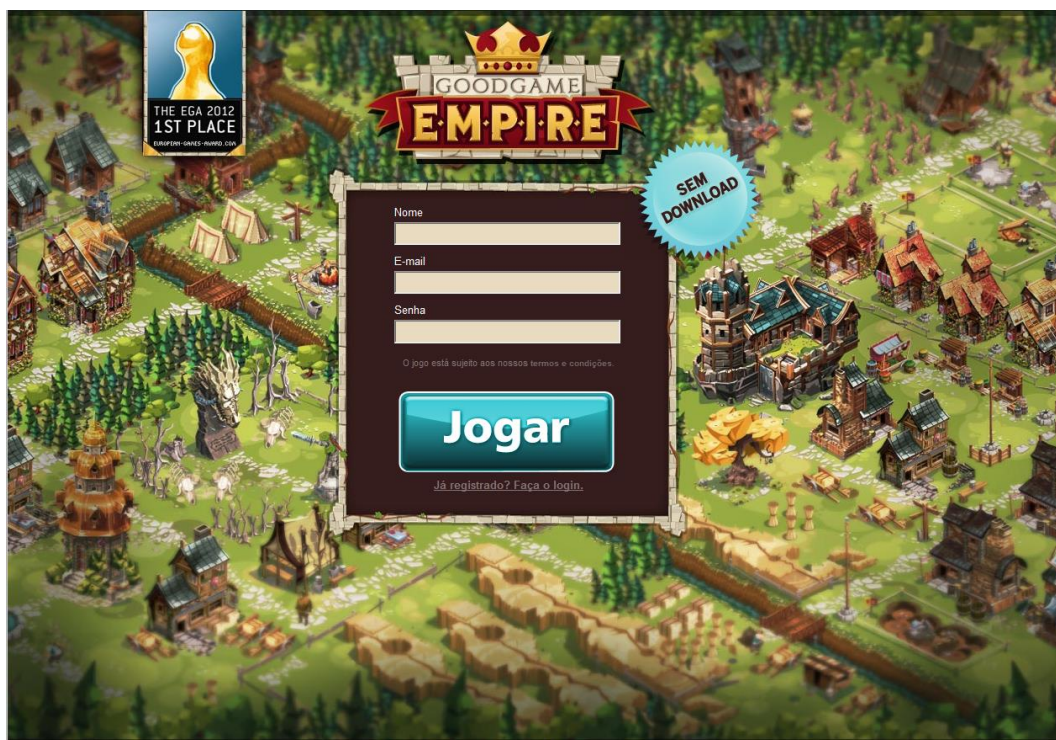 THE EGA 2012
1ST PLACE
EUROPEAN-GAMES-AWARD.COM
GOODGAME
EMPIRE
SEM
DOWNLOAD
Nome
E-mail
Senha
O jogo está sujeito aos nossos termos e condições.
Jogar
Já registrado? Faça o login.